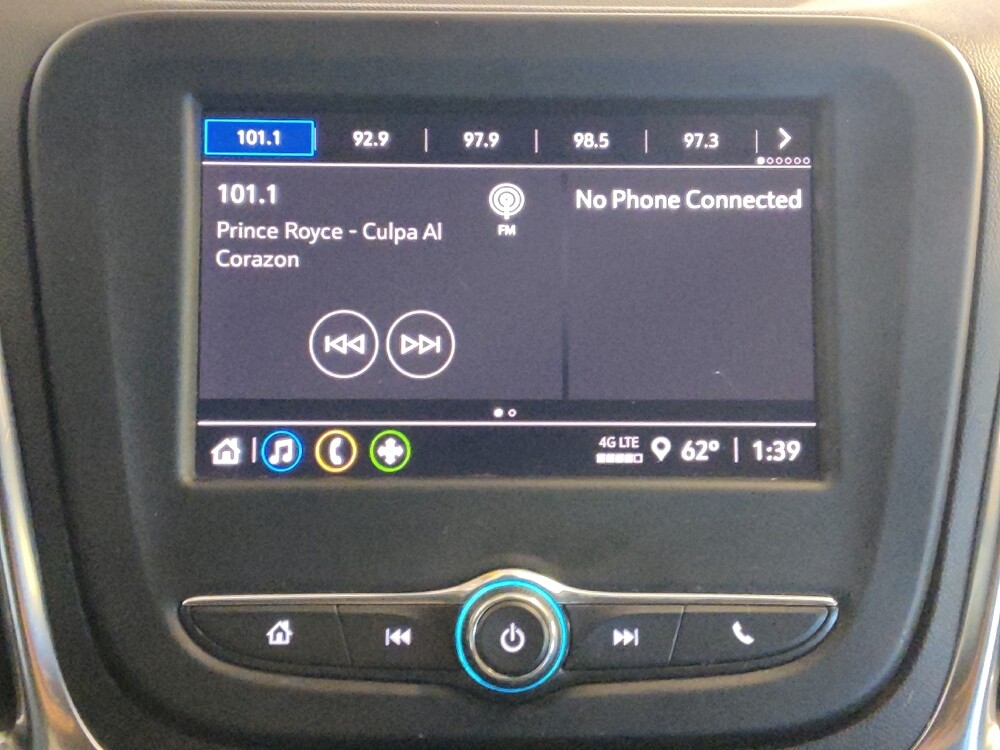 101.1 | 92.9 | 97.9 | 98.5 | 97.3 |
101.1
FM
Prince Royce - Culpa Al
Corazon
No Phone Connected
4G LTE
62° | 1:39